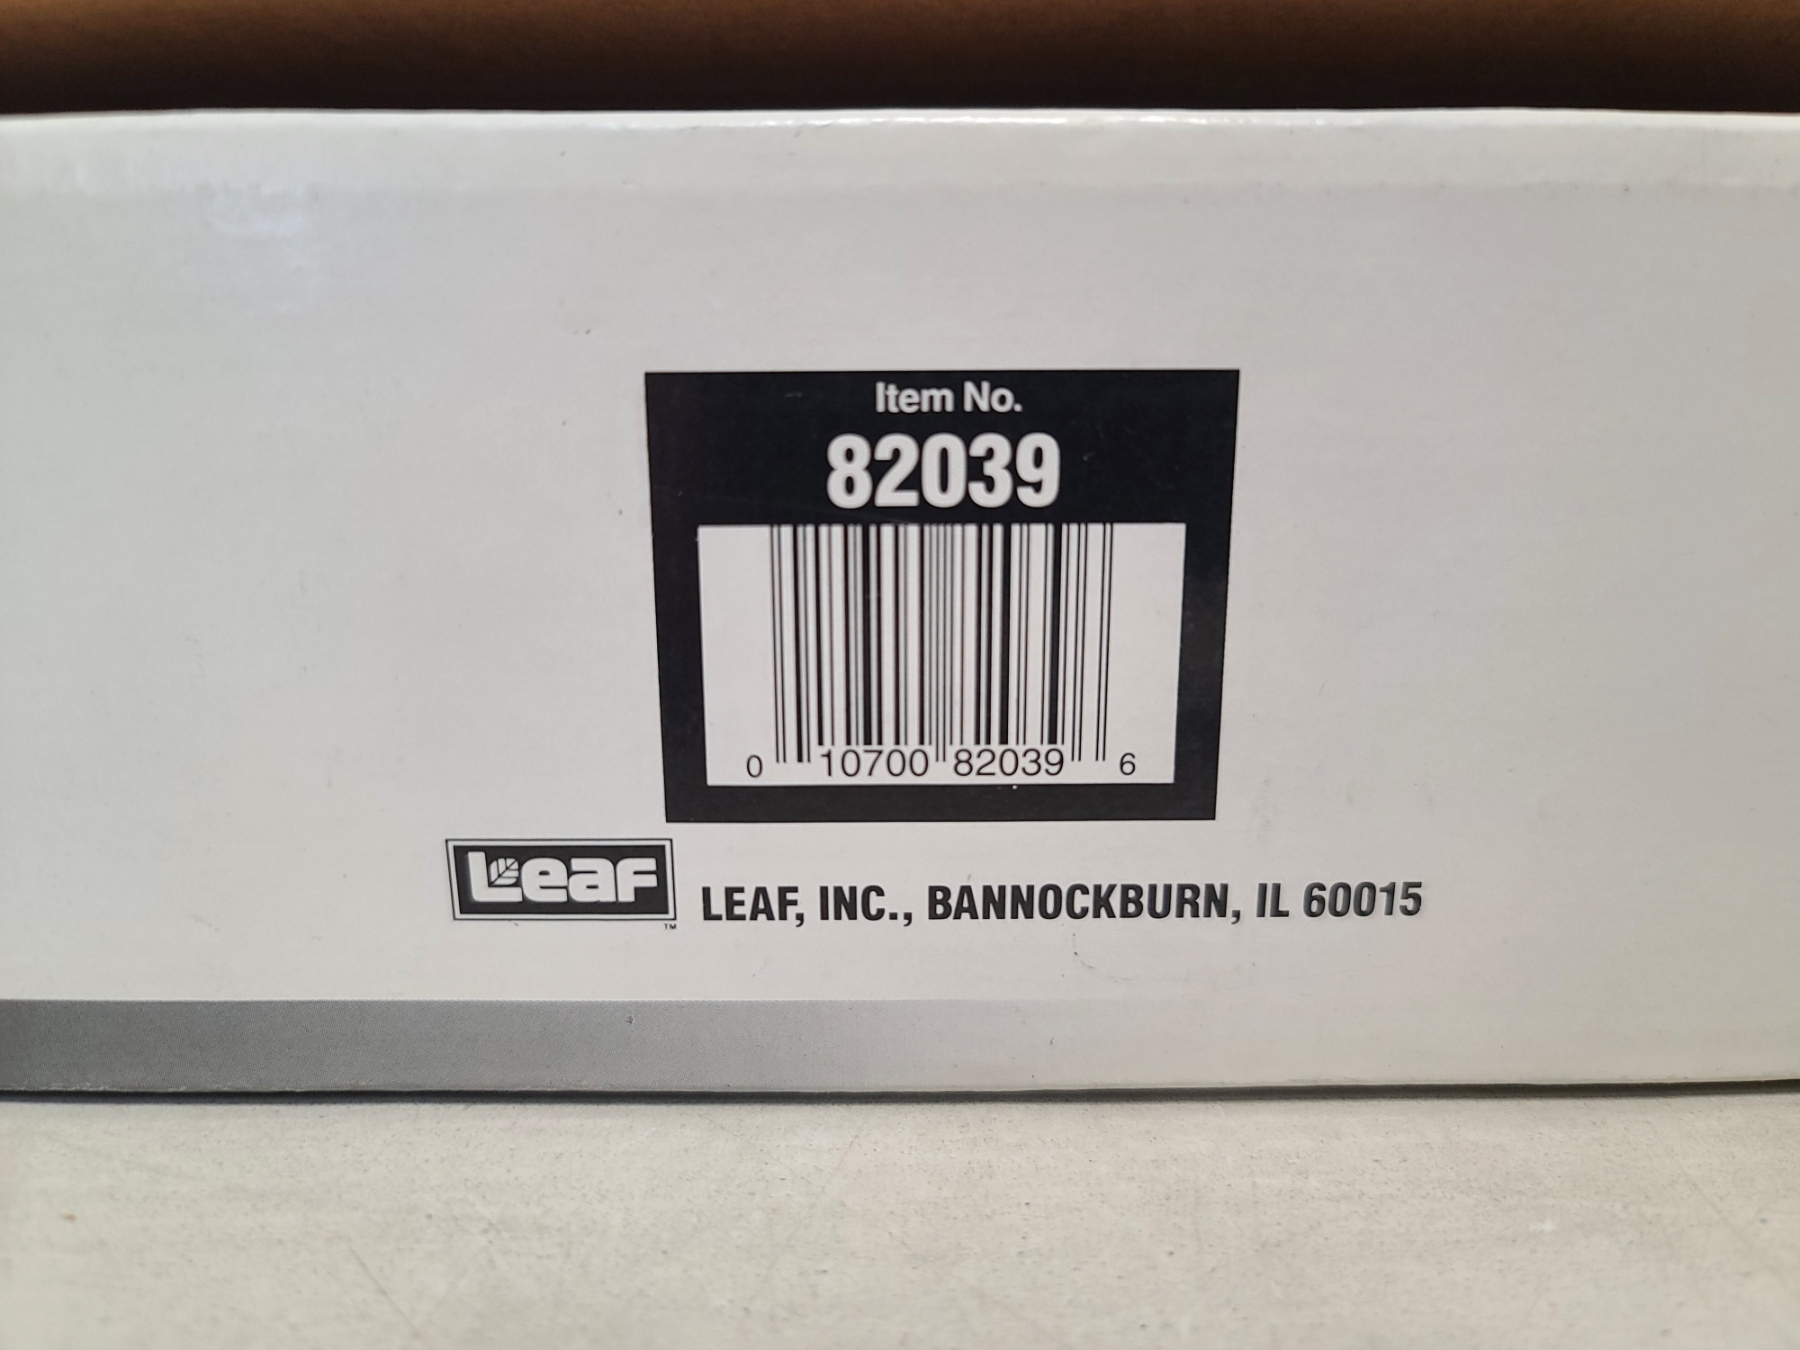 Item No.
82039
0 10700 82039 6
Leaf
TM
LEAF, INC., BANNOCKBURN, IL 60015